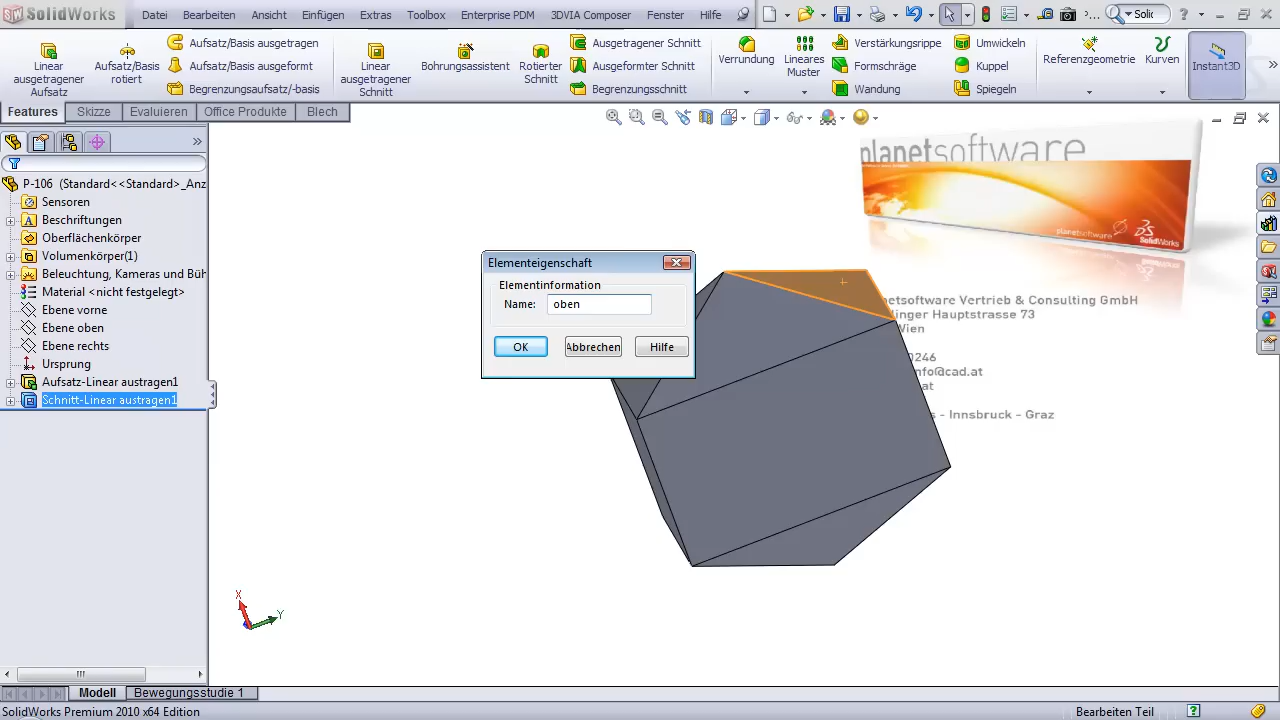 SolidWorks
Datei Bearbeiten Ansicht Einfügen Extras Toolbox Enterprise PDM 3DVIA Composer Fenster Hilfe
Solic
Linear ausgetragener Aufsatz
Aufsatz/Basis rotiert
Aufsatz/Basis ausgetragen
Aufsatz/Basis ausgeformt
Begrenzungsaufsatz/-basis
Linear ausgetragener Schnitt
Bohrungsassistent
Rotierter Schnitt
Ausgetragener Schnitt
Ausgeformter Schnitt
Begrenzungsschnitt
Verrundung
Lineares Muster
Verstärkungsrippe
Formschräge
Wandung
Umwickeln
Kuppel
Spiegeln
Referenzgeometrie
Kurven
Instant3D
Features Skizze Evaluieren Office Produkte Blech
P-106 (Standard<<Standard>_Anz
Sensoren
Beschriftungen
Oberflächenkörper
Volumenkörper(1)
Beleuchtung, Kameras und Büh
Material <nicht festgelegt>
Ebene vorne
Ebene oben
Ebene rechts
Ursprung
Aufsatz-Linear austragen1
Schnitt-Linear austragen1
Elementeigenschaft
Elementinformation
Name: oben
OK Abbrechen Hilfe
planetsoftware
planetsoftware
SolidWorks
netsoftware Vertrieb & Consulting GmbH
linger Hauptstrasse 73
Wien
0246
info@cad.at
at
s - Innsbruck - Graz
X
Y
Modell Bewegungsstudie 1
SolidWorks Premium 2010 x64 Edition
Bearbeiten Teil